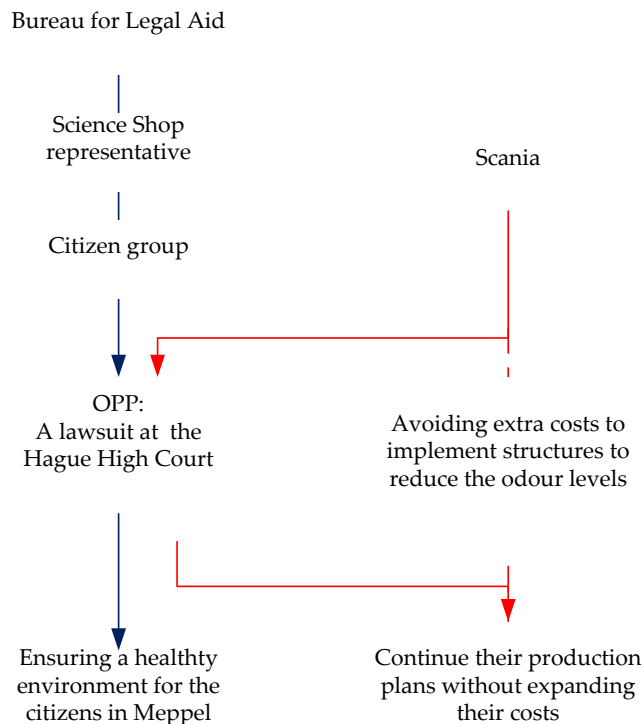 Bureau for Legal Aid
Science Shop
representative
Scania
Citizen group
OPP:
A lawsuit at the
Hague High Court
Avoiding extra costs to
implement structures to
reduce the odour levels
Ensuring a healthty
environment for the
citizens in Meppel
Continue their production
plans without expanding
their costs